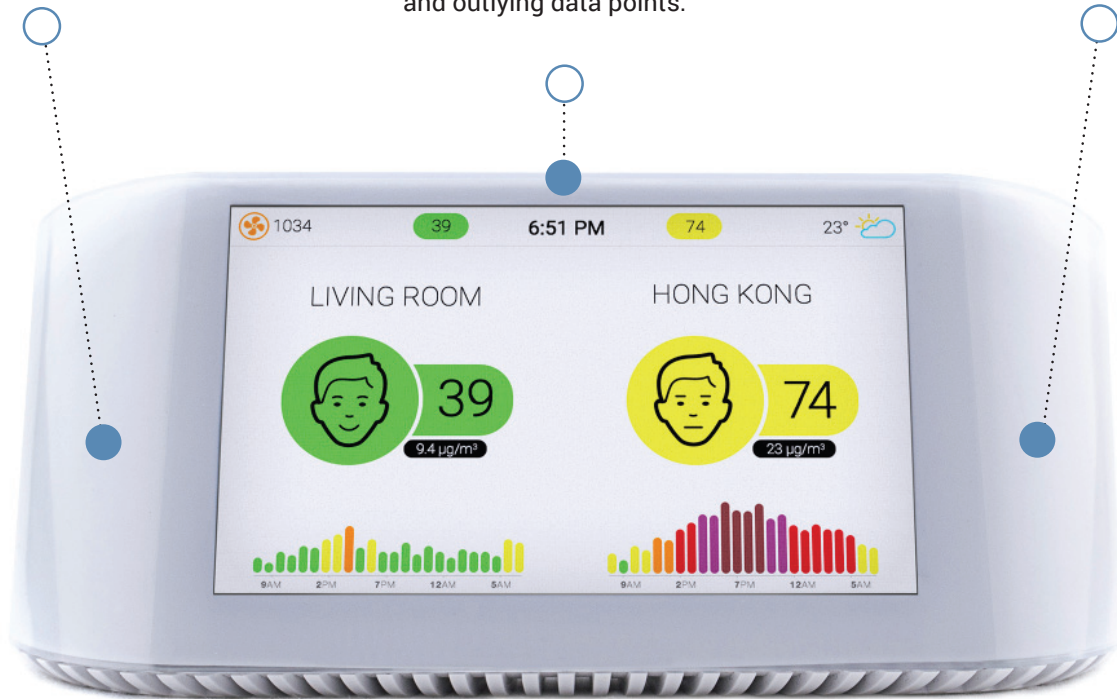 and outlying data points.
1034 39 6:51 PM 74 23°
LIVING ROOM HONG KONG
39 74
9.4 µg/m³ 23 µg/m³
9AM 2PM 7PM 12AM 5AM 9AM 2PM 7PM 12AM 5AM